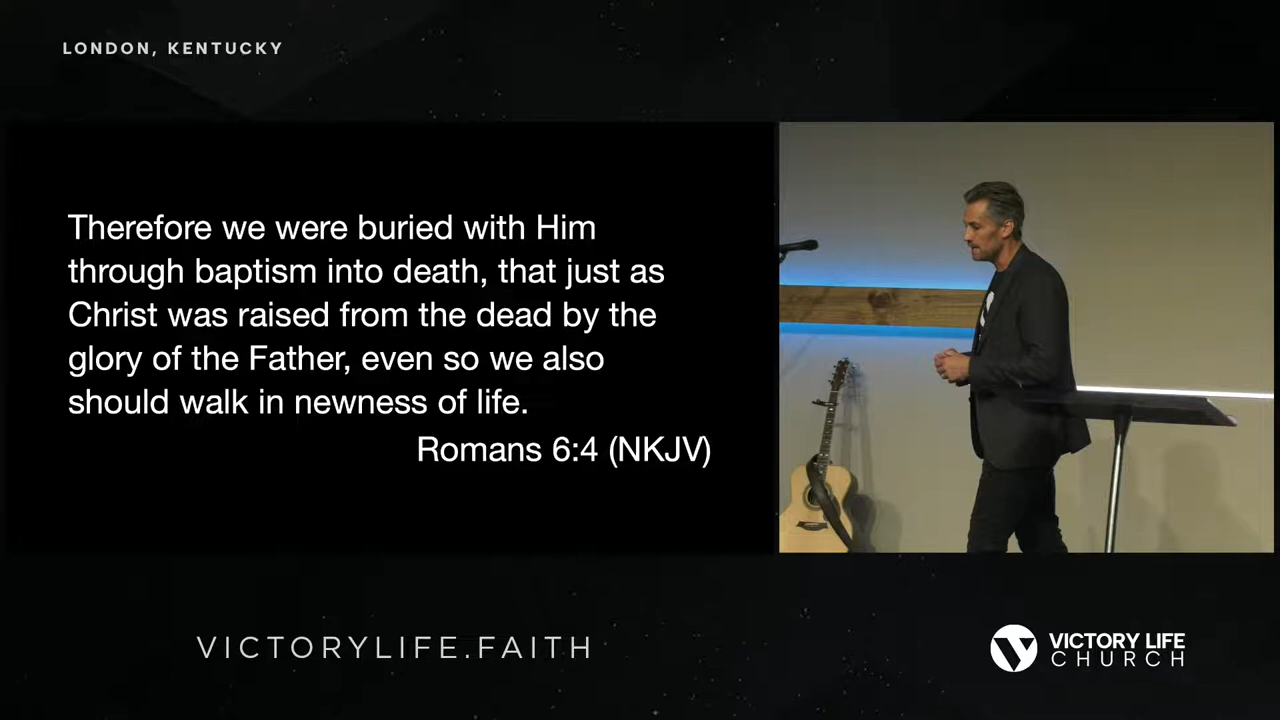 LONDON, KENTUCKY
Therefore we were buried with Him
through baptism into death, that just as
Christ was raised from the dead by the
glory of the Father, even so we also
should walk in newness of life.
Romans 6:4 (NKJV)
VICTORYLIFE.FAITH
VICTORY LIFE
CHURCH